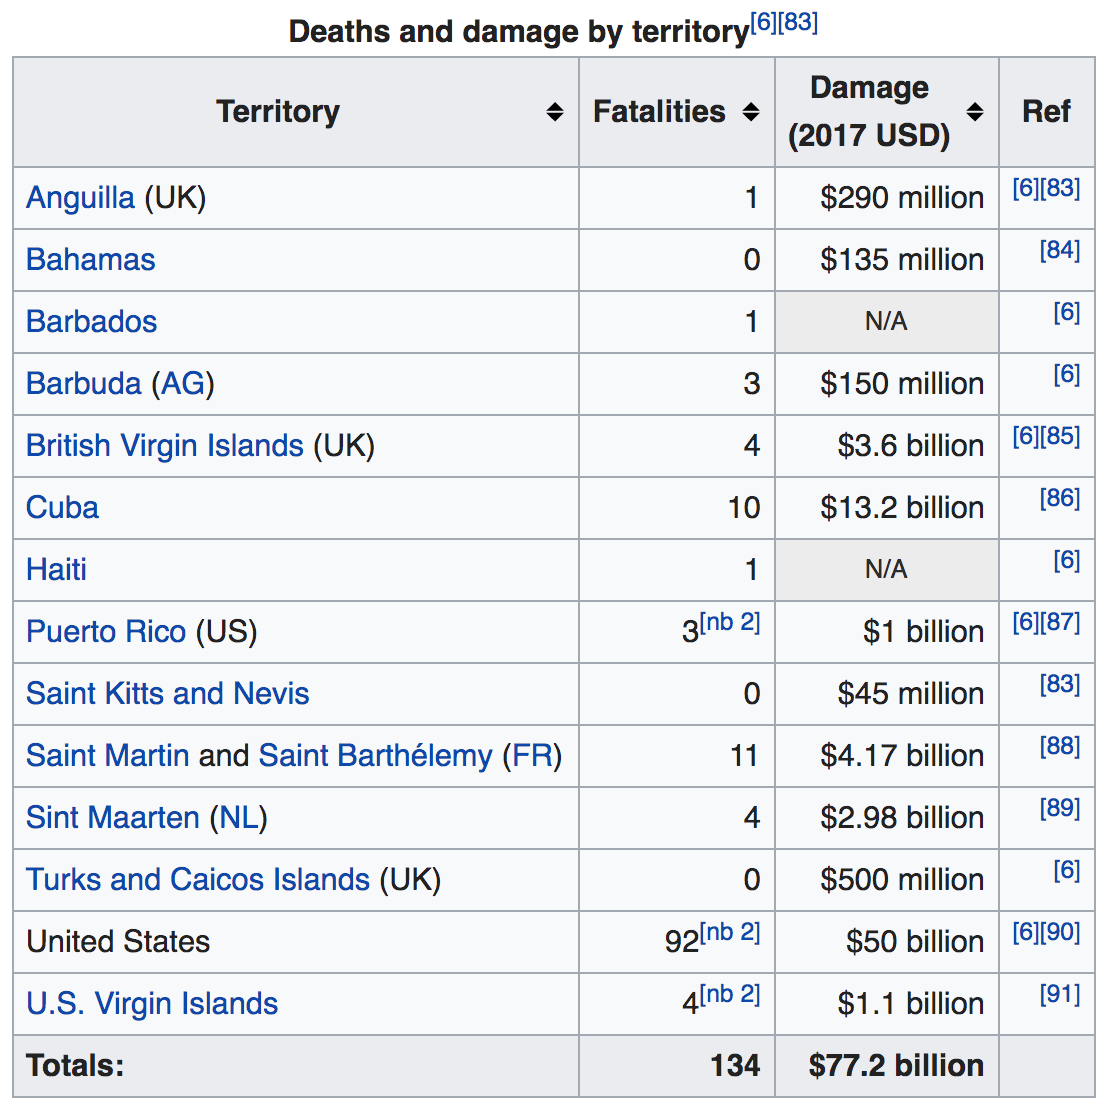 Deaths and damage by territory[6][83]
Territory Fatalities Damage (2017 USD) Ref
Anguilla (UK) 1 $290 million [6][83]
Bahamas 0 $135 million [84]
Barbados 1 N/A [6]
Barbuda (AG) 3 $150 million [6]
British Virgin Islands (UK) 4 $3.6 billion [6][85]
Cuba 10 $13.2 billion [86]
Haiti 1 N/A [6]
Puerto Rico (US) 3[nb 2] $1 billion [6][87]
Saint Kitts and Nevis 0 $45 million [83]
Saint Martin and Saint Barthélemy (FR) 11 $4.17 billion [88]
Sint Maarten (NL) 4 $2.98 billion [89]
Turks and Caicos Islands (UK) 0 $500 million [6]
United States 92[nb 2] $50 billion [6][90]
U.S. Virgin Islands 4[nb 2] $1.1 billion [91]
Totals: 134 $77.2 billion